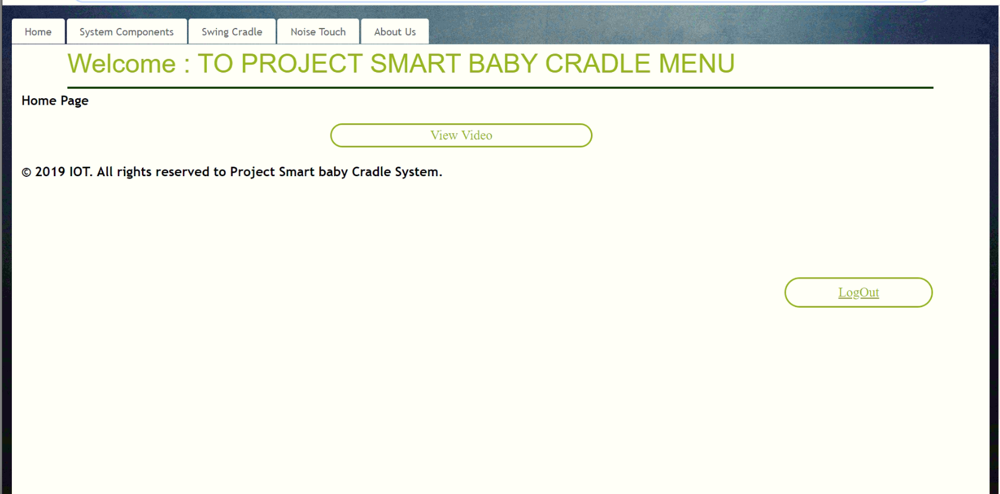 Home System Components Swing Cradle Noise Touch About Us
Welcome : TO PROJECT SMART BABY CRADLE MENU
Home Page
View Video
© 2019 IOT. All rights reserved to Project Smart baby Cradle System.
LogOut